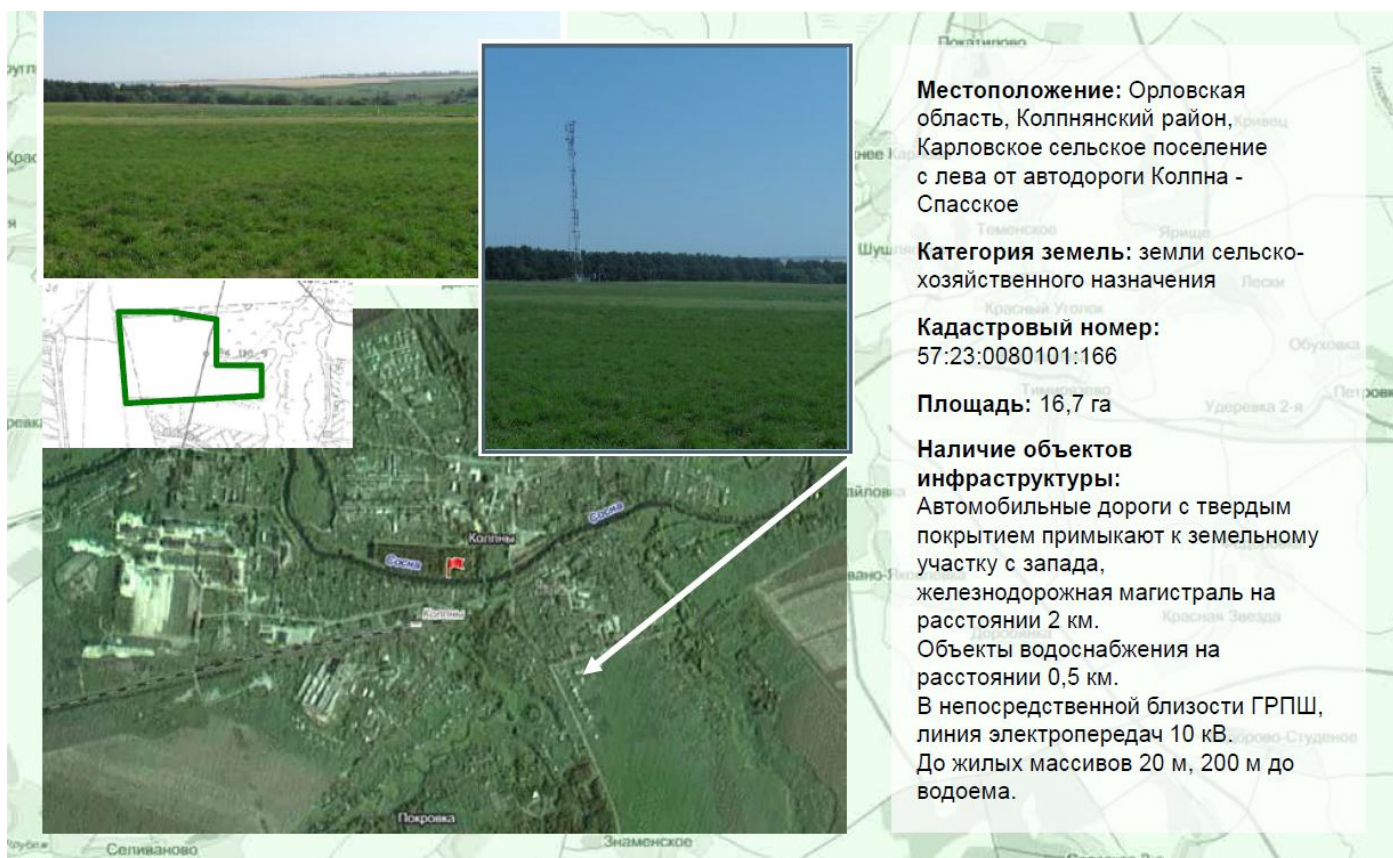 Местоположение: Орловская
область, Колпнянский район,
Карловское сельское поселение
с лева от автодороги Колпна -
Спасское
Категория земель: земли сельско-
хозяйственного назначения
Кадастровый номер:
57:23:0080101:166
Площадь: 16,7 га
Наличие объектов
инфраструктуры:
Автомобильные дороги с твердым
покрытием примыкают к земельному
участку с запада,
железнодорожная магистраль на
расстоянии 2 км.
Объекты водоснабжения на
расстоянии 0,5 км.
В непосредственной близости ГРПШ,
линия электропередач 10 кВ.
До жилых массивов 20 м, 200 м до
водоема.
Покатилово
Кривец
Теменское
Ярище
Лески
Красный Уголок
Обуховка
Тимирязево
Удеревка 2-я
Красная Звезда
Дороваянка
Сосна
Колпны
Сосна
Колпны
Покровка
Селиваново
Знаменское